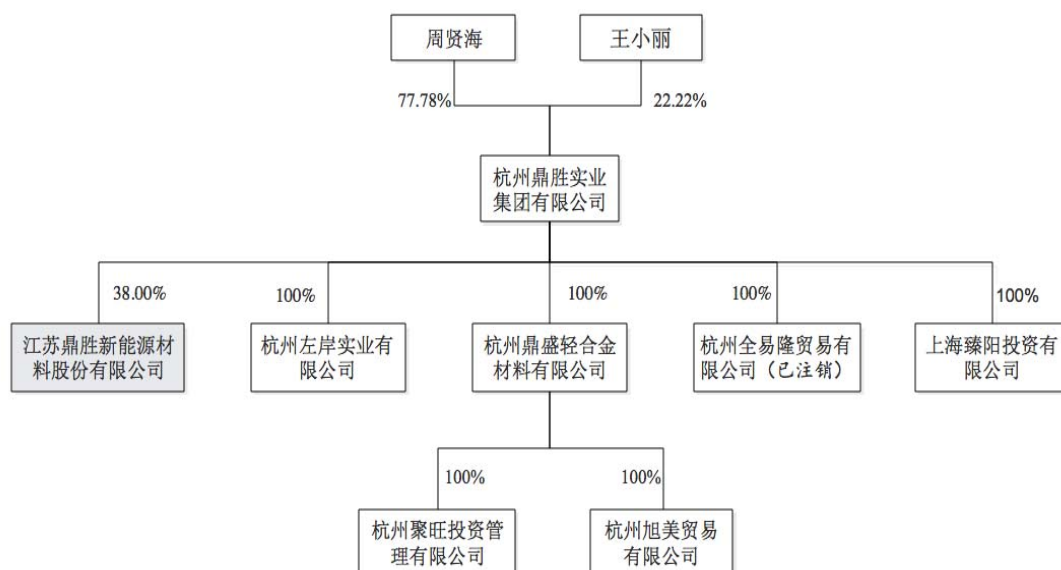 周贤海
王小丽
77.78%
22.22%
杭州鼎胜实业
集团有限公司
38.00%
100%
100%
100%
100%
江苏鼎胜新能源材
料股份有限公司
杭州左岸实业有
限公司
杭州鼎盛轻合金
材料有限公司
杭州全易隆贸易有
限公司（已注销）
上海臻阳投资有
限公司
100%
100%
杭州聚旺投资管
理有限公司
杭州旭美贸易
有限公司